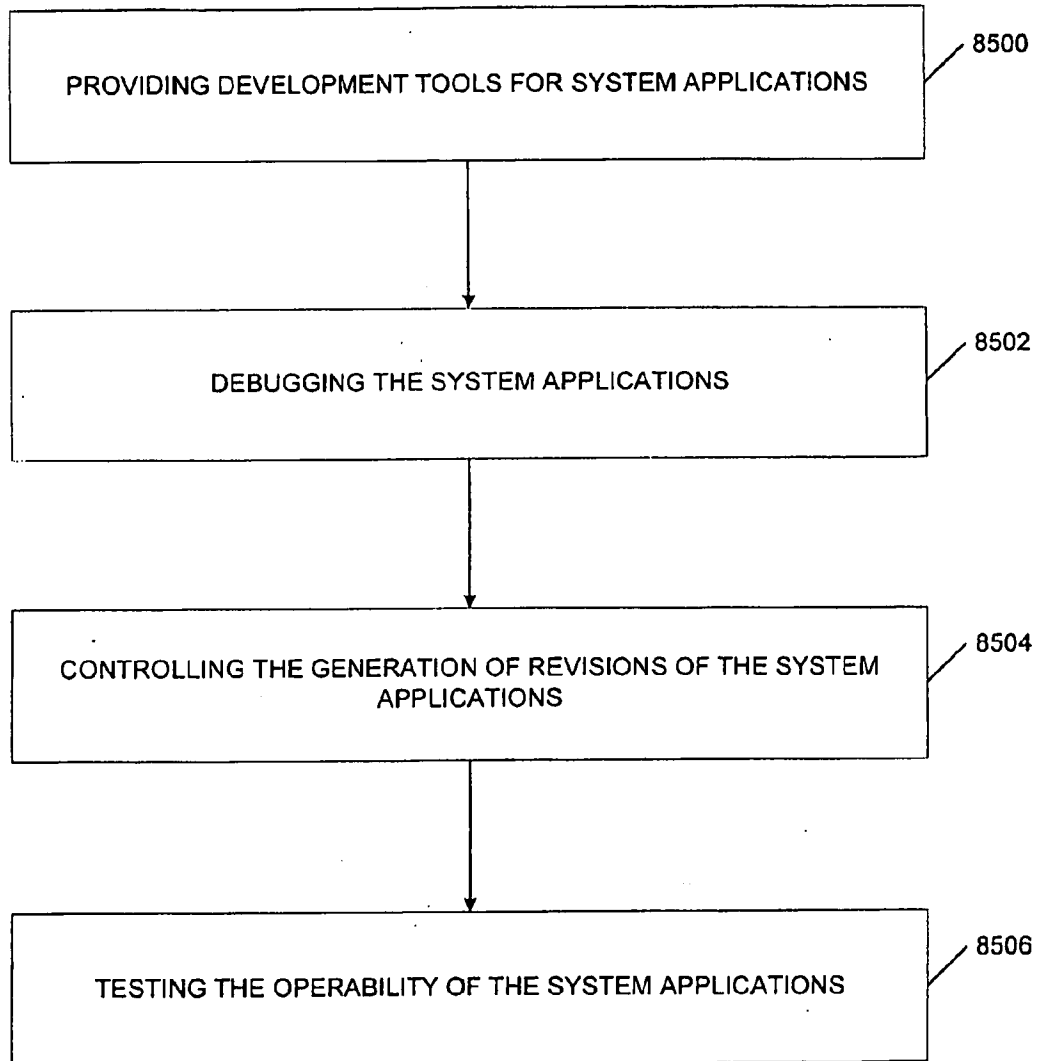 8500
PROVIDING DEVELOPMENT TOOLS FOR SYSTEM APPLICATIONS
8502
DEBUGGING THE SYSTEM APPLICATIONS
8504
CONTROLLING THE GENERATION OF REVISIONS OF THE SYSTEM
APPLICATIONS
8506
TESTING THE OPERABILITY OF THE SYSTEM APPLICATIONS